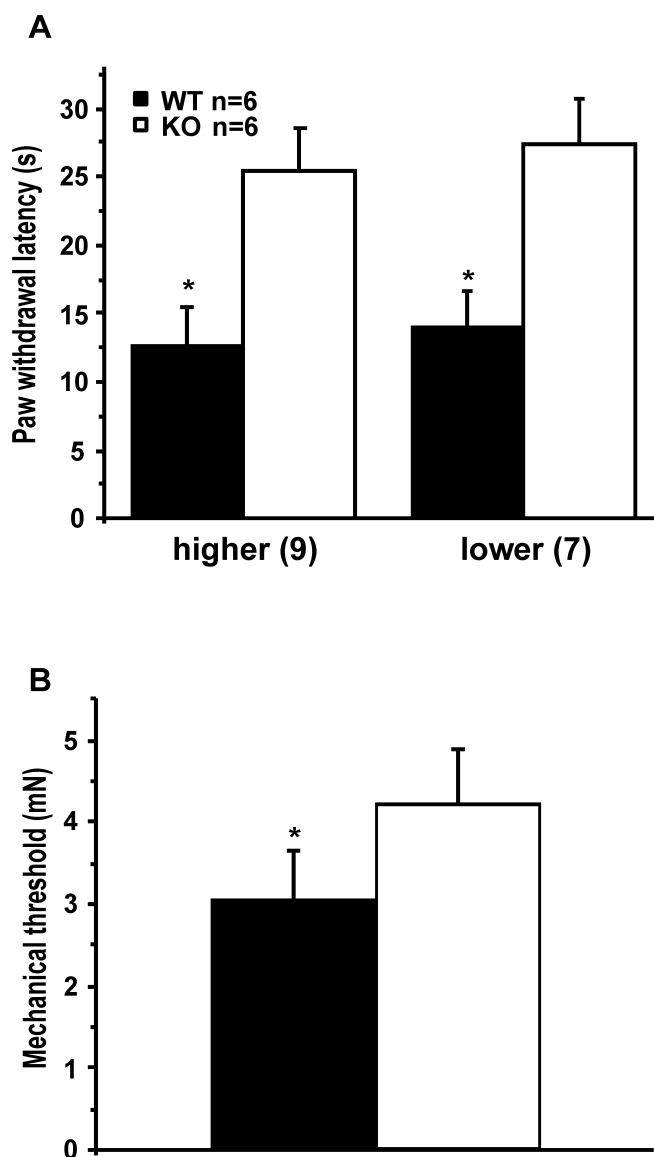 A
Paw withdrawal latency (s)
30
25
20
15
10
5
0
WT n=6
KO n=6
*
*
higher (9)
lower (7)
B
Mechanical threshold (mN)
5
4
3
2
1
0
*